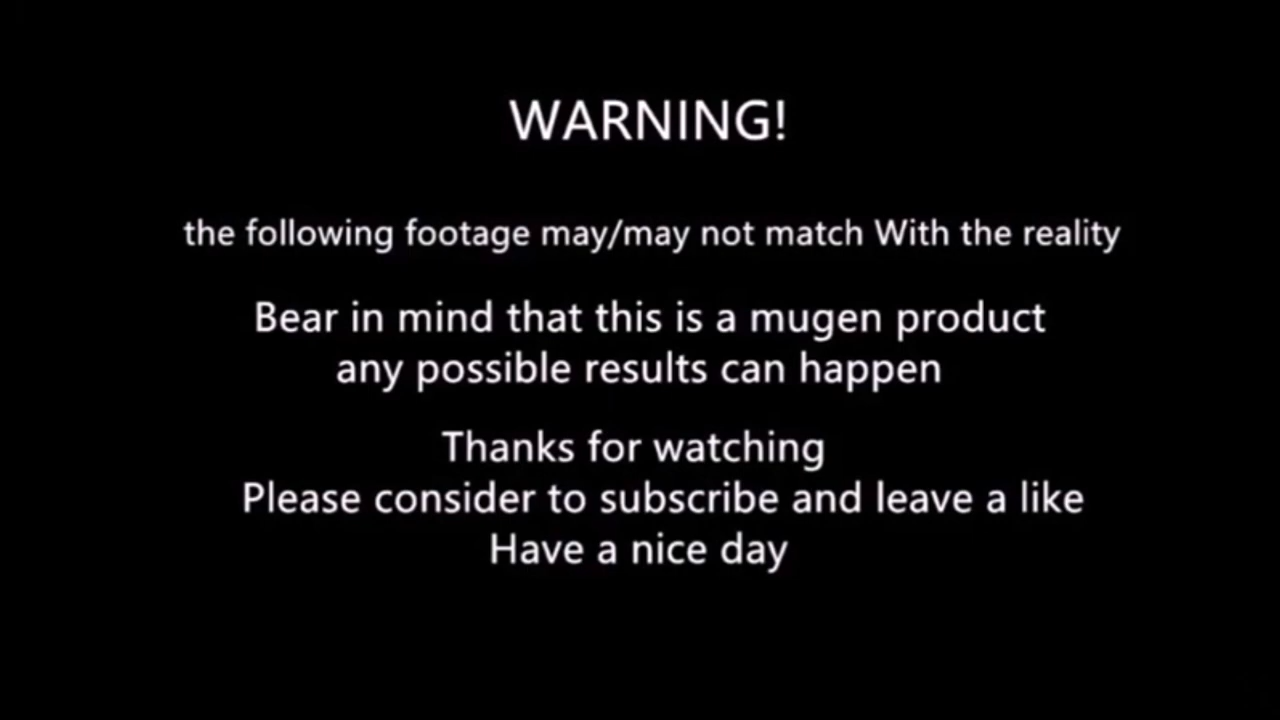 WARNING!
the following footage may/may not match With the reality
Bear in mind that this is a mugen product
any possible results can happen
Thanks for watching
Please consider to subscribe and leave a like
Have a nice day